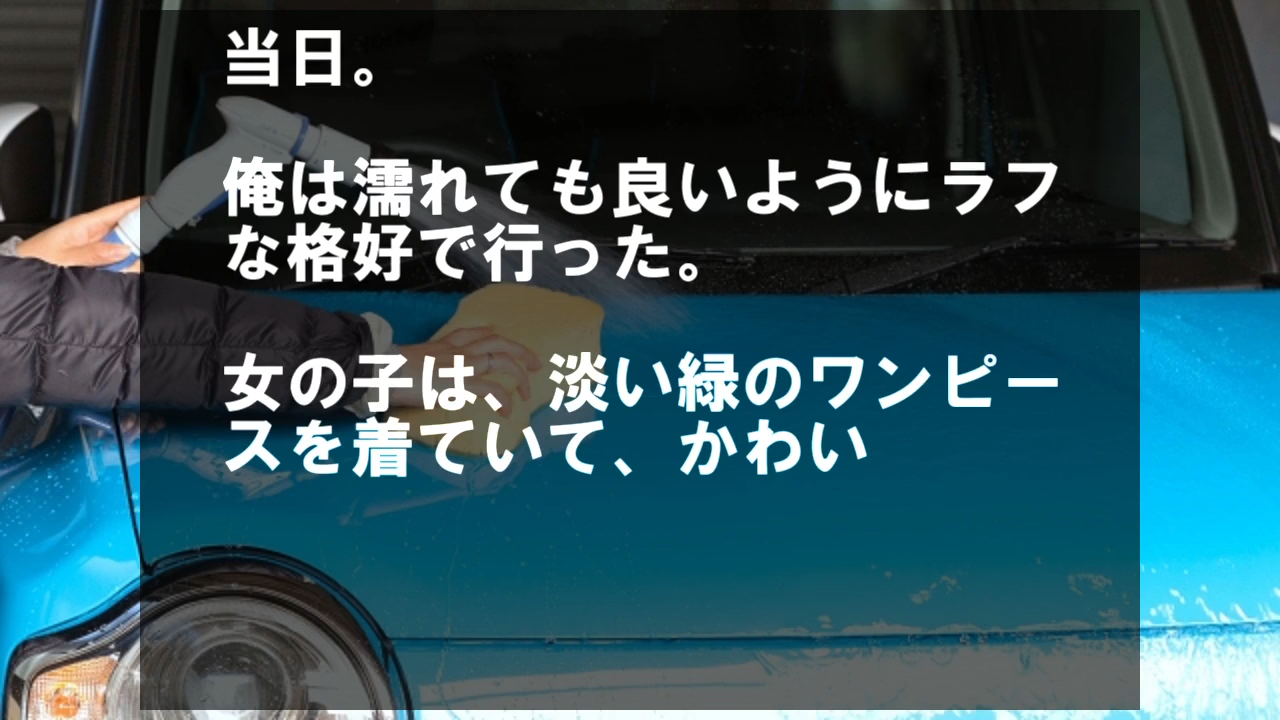 当日。
俺は濡れても良いようにラフ
な格好で行った。
女の子は、淡い緑のワンピー
スを着ていて、かわい